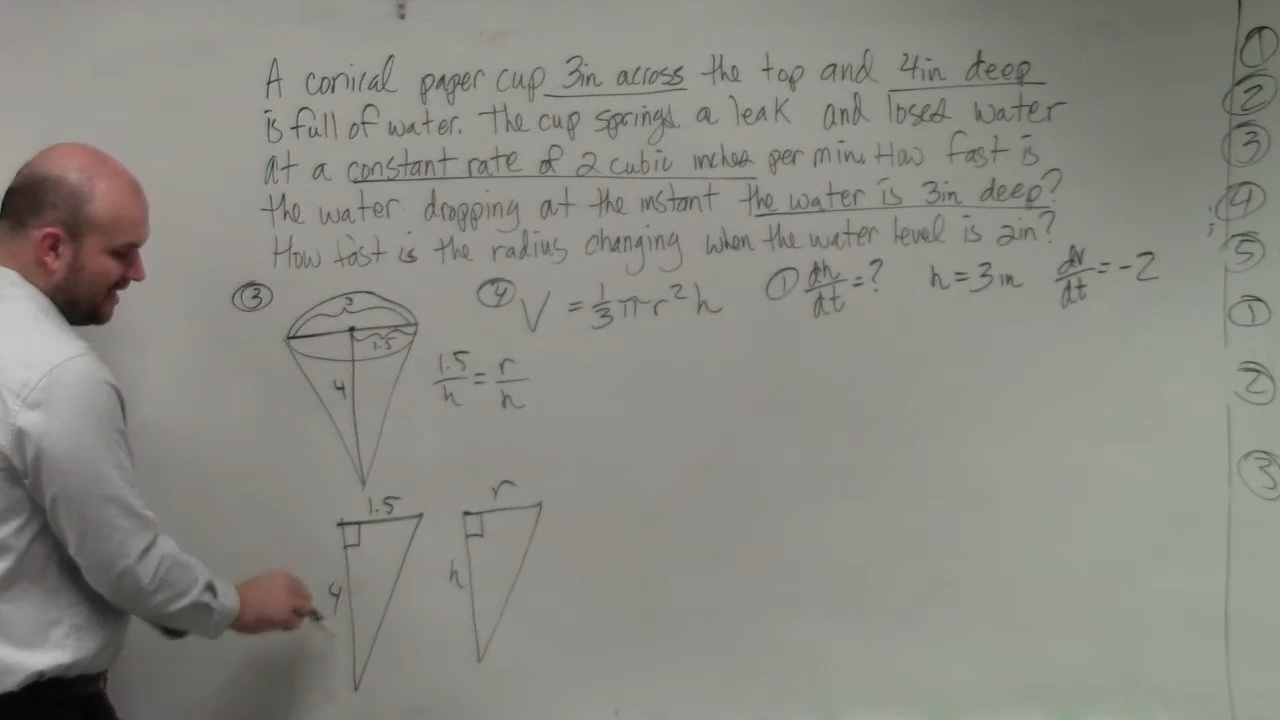 A conical paper cup 3in across the top and 4in deep
is full of water. The cup springs a leak and loses water
at a constant rate of 2 cubic inches per min. How fast is
the water dropping at the instant the water is 3in deep?
How fast is the radius changing when the water level is 2in?
③ ④ V = 1/3 πr² h ① dh/dt = ? h = 3 in dv/dt = -2
3
1.5
4
1.5/h = r/h
1.5 r
4 h
①
②
③
④
⑤
①
②
③